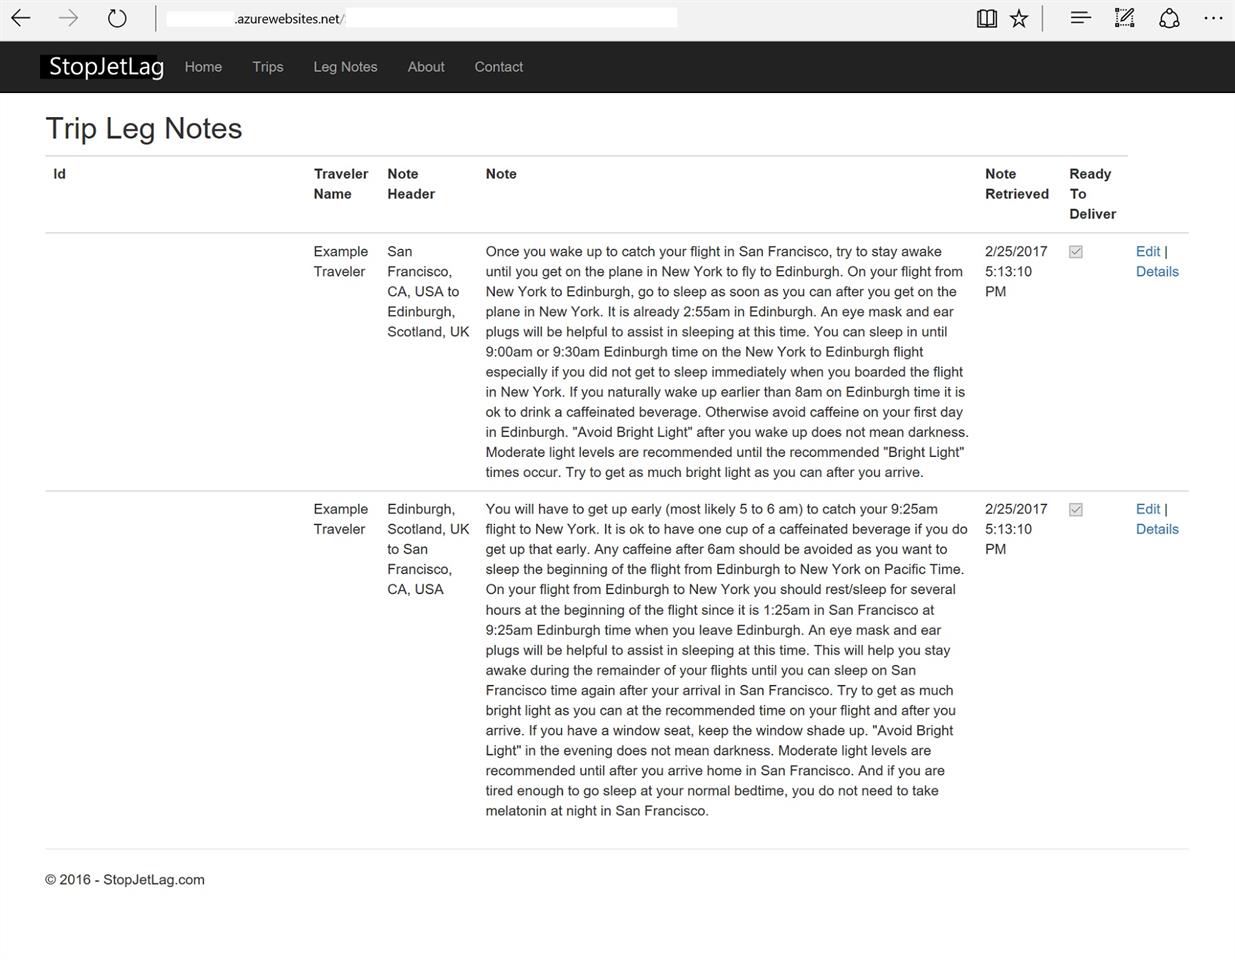 .azurewebsites.net/
StopJetLag Home Trips Leg Notes About Contact
Trip Leg Notes
Id
Traveler Name
Note Header
Note
Note Retrieved
Ready To Deliver
Example
Traveler
San
Francisco,
CA, USA to
Edinburgh,
Scotland, UK
Once you wake up to catch your flight in San Francisco, try to stay awake
until you get on the plane in New York to fly to Edinburgh. On your flight from
New York to Edinburgh, go to sleep as soon as you can after you get on the
plane in New York. It is already 2:55am in Edinburgh. An eye mask and ear
plugs will be helpful to assist in sleeping at this time. You can sleep in until
9:00am or 9:30am Edinburgh time on the New York to Edinburgh flight
especially if you did not get to sleep immediately when you boarded the flight
in New York. If you naturally wake up earlier than 8am on Edinburgh time it is
ok to drink a caffeinated beverage. Otherwise avoid caffeine on your first day
in Edinburgh. "Avoid Bright Light" after you wake up does not mean darkness.
Moderate light levels are recommended until the recommended "Bright Light"
times occur. Try to get as much bright light as you can after you arrive.
2/25/2017
5:13:10
PM
Edit |
Details
Example
Traveler
Edinburgh,
Scotland, UK
to San
Francisco,
CA, USA
You will have to get up early (most likely 5 to 6 am) to catch your 9:25am
flight to New York. It is ok to have one cup of a caffeinated beverage if you do
get up that early. Any caffeine after 6am should be avoided as you want to
sleep the beginning of the flight from Edinburgh to New York on Pacific Time.
On your flight from Edinburgh to New York you should rest/sleep for several
hours at the beginning of the flight since it is 1:25am in San Francisco at
9:25am Edinburgh time when you leave Edinburgh. An eye mask and ear
plugs will be helpful to assist in sleeping at this time. This will help you stay
awake during the remainder of your flights until you can sleep on San
Francisco time again after your arrival in San Francisco. Try to get as much
bright light as you can at the recommended time on your flight and after you
arrive. If you have a window seat, keep the window shade up. "Avoid Bright
Light" in the evening does not mean darkness. Moderate light levels are
recommended until after you arrive home in San Francisco. And if you are
tired enough to go sleep at your normal bedtime, you do not need to take
melatonin at night in San Francisco.
2/25/2017
5:13:10
PM
Edit |
Details
© 2016 - StopJetLag.com